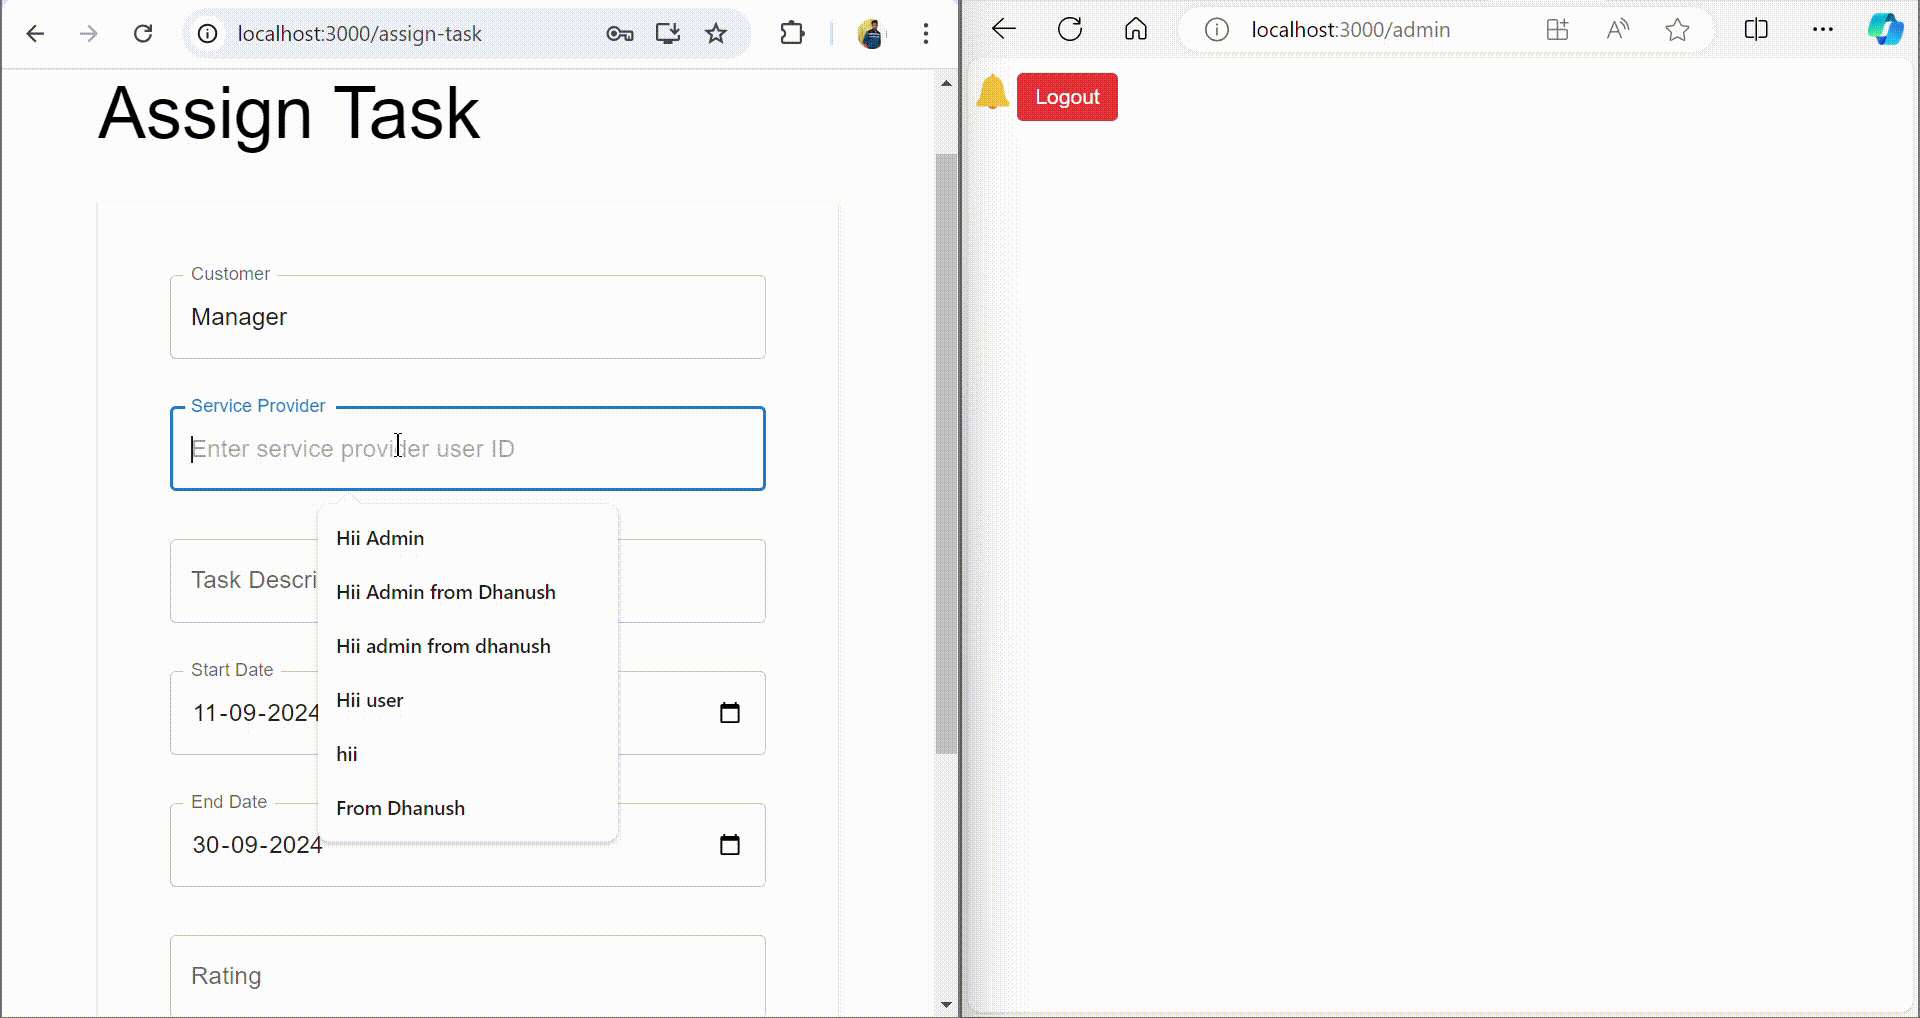 localhost:3000/assign-task
Assign Task
Customer
Manager
Service Provider
Enter service provider user ID
Hii Admin
Hii Admin from Dhanush
Hii admin from dhanush
Hii user
hii
From Dhanush
Task Descri
Start Date
11-09-2024
End Date
30-09-2024
Rating
localhost:3000/admin
A
Logout